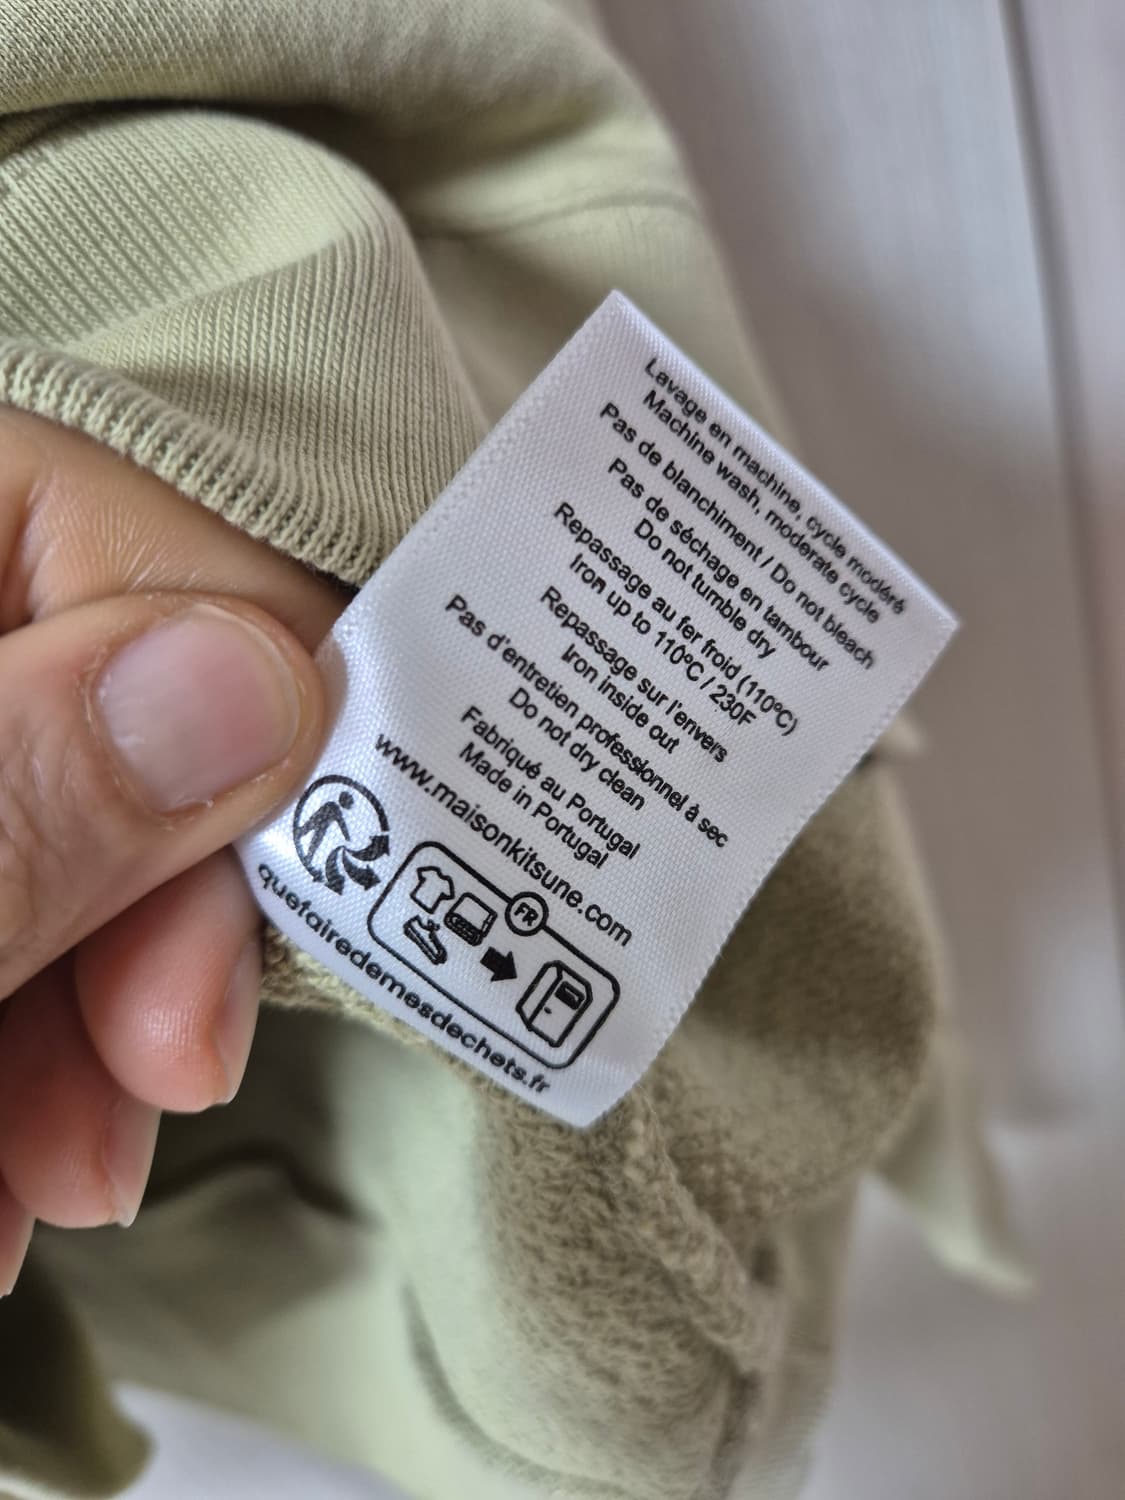 Lavage en machine, cycle modéré
Machine wash, moderate cycle
Pas de blanchiment / Do not bleach
Pas de séchage en tambour
Do not tumble dry
Repassage au fer froid (110ºC)
Iron up to 110ºC / 230F
Repassage sur l'envers
Iron inside out
Pas d'entretien professionnel à sec
Do not dry clean
Fabriqué au Portugal
Made in Portugal
www.maisonkitsune.com
FR
quefairedemesdechets.fr